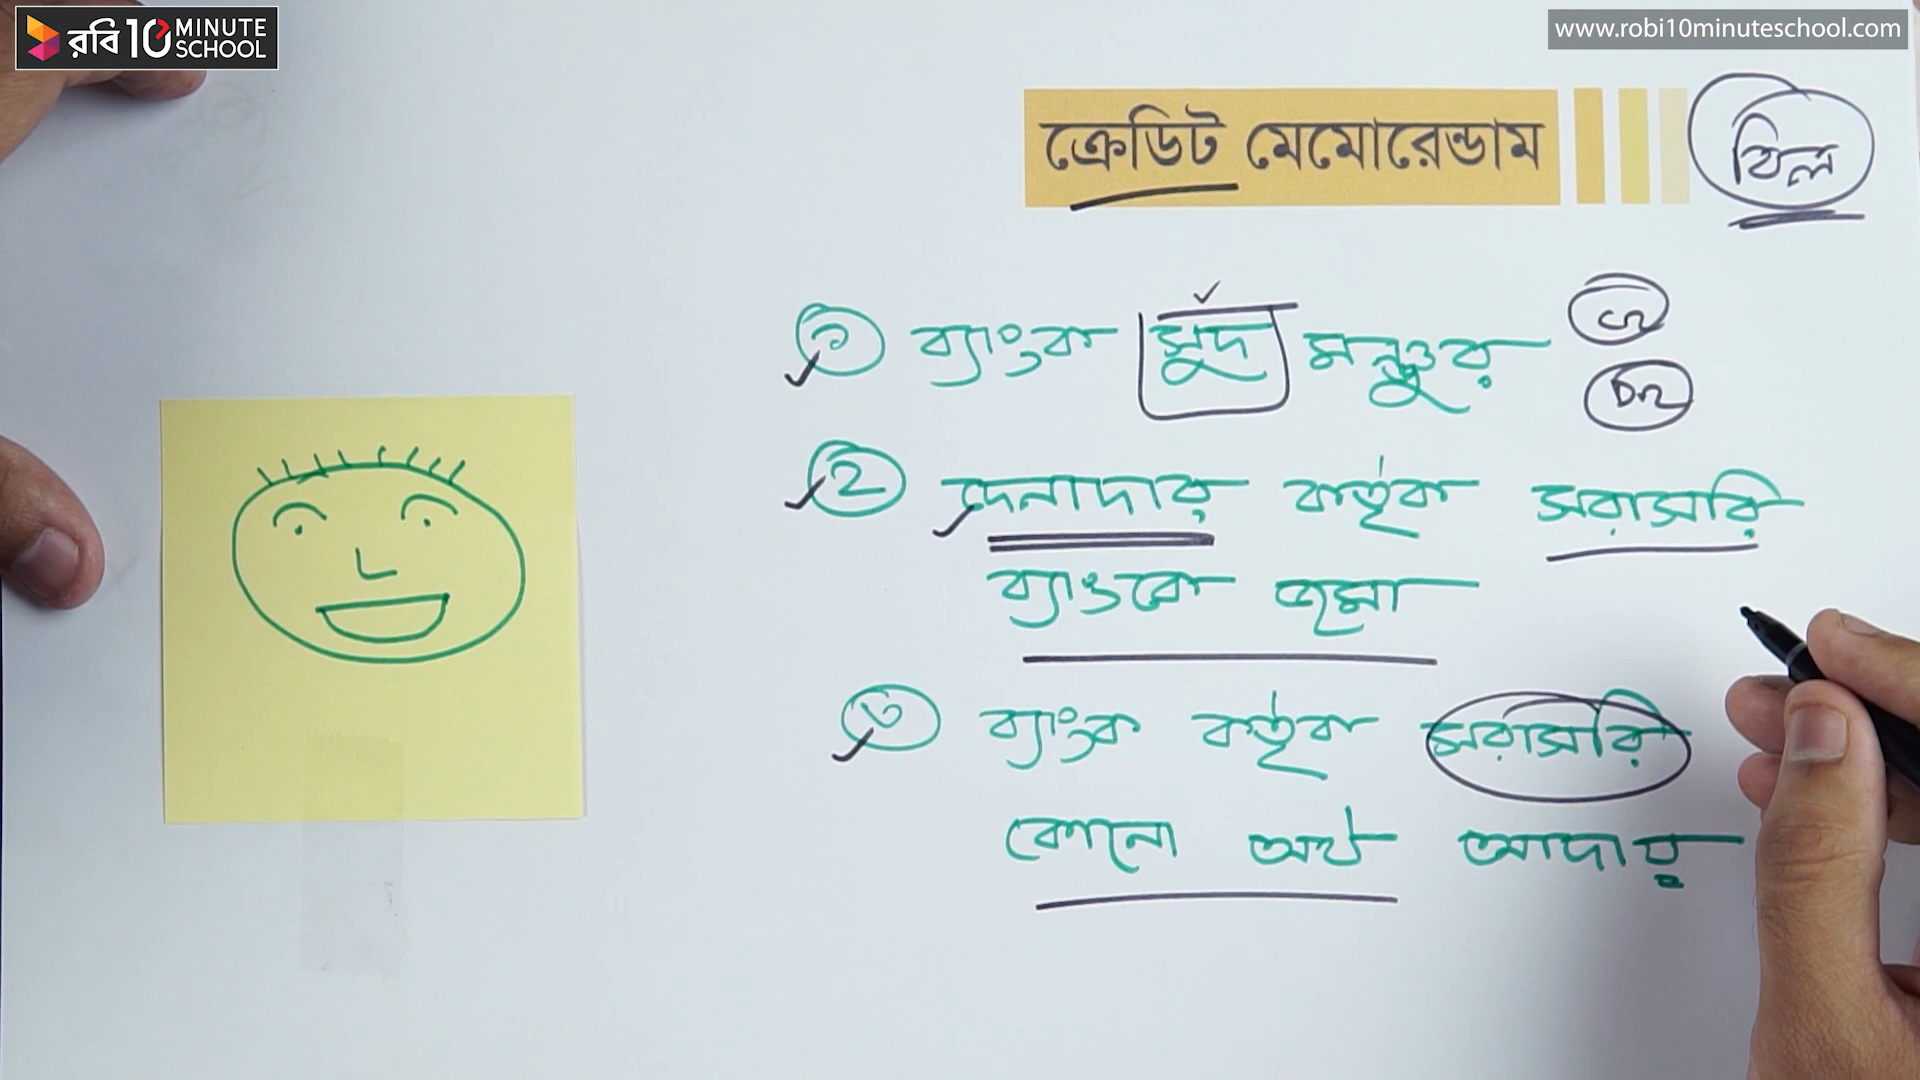 রবি 10 MINUTE SCHOOL
www.robi10minuteschool.com
ক্রেডিট মেমোরেন্ডাম
বিল
১ ব্যাংক সুদ মঞ্জুর
২ দেনাদার কর্তৃক সরাসরি
ব্যাংকে জমা
৩ ব্যাংক কর্তৃক সরাসরি
কোনো অর্থ আদায়